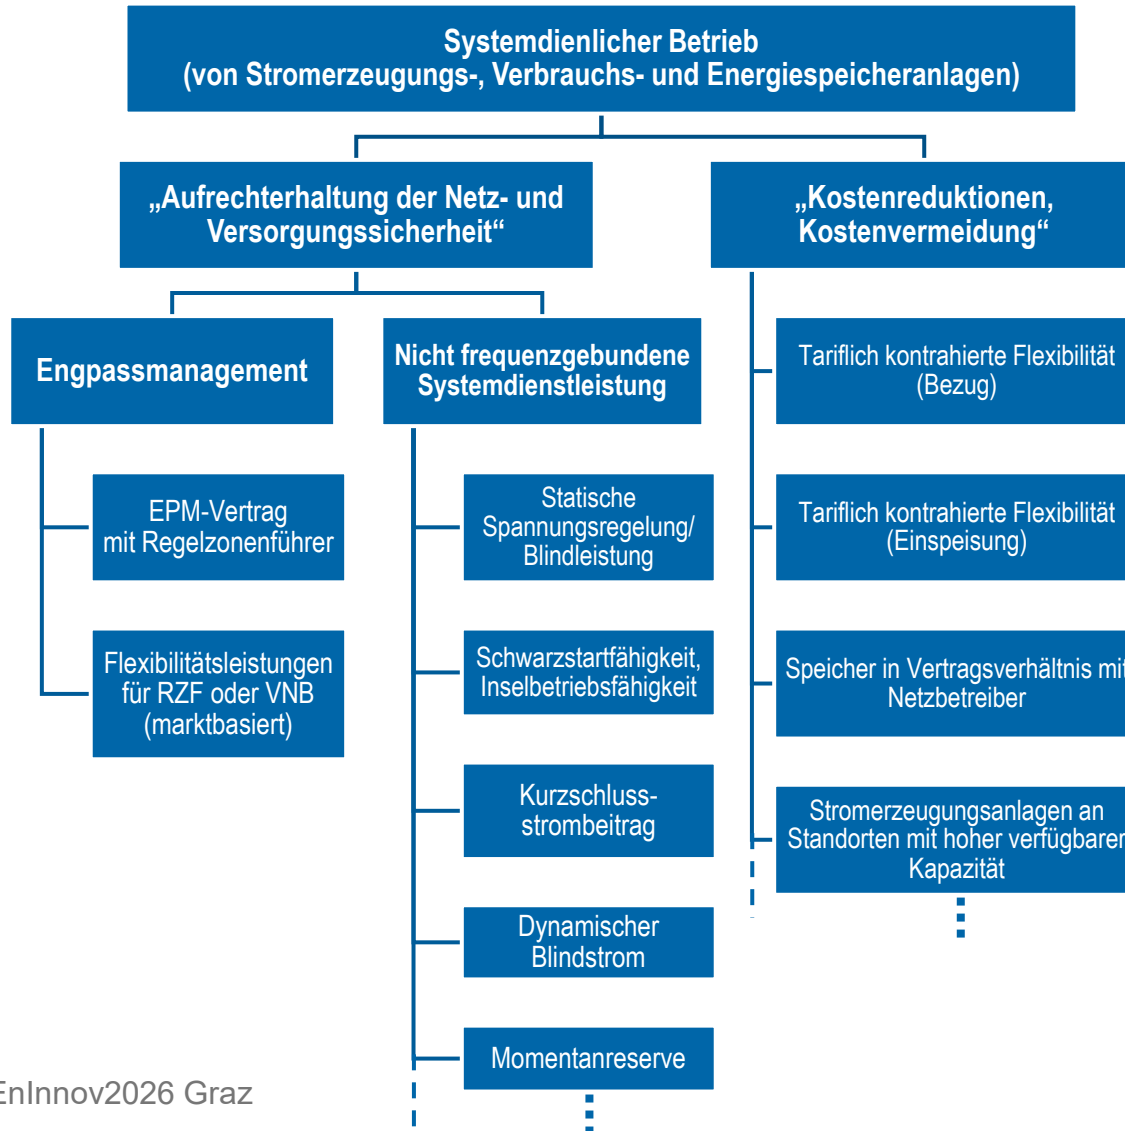 Systemdienlicher Betrieb
(von Stromerzeugungs-, Verbrauchs- und Energiespeicheranlagen)
„Aufrechterhaltung der Netz- und
Versorgungssicherheit“
„Kostenreduktionen,
Kostenvermeidung“
Engpassmanagement
Nicht frequenzgebundene
Systemdienstleistung
EPM-Vertrag
mit Regelzonenführer
Flexibilitätsleistungen
für RZF oder VNB
(marktbasiert)
Statische
Spannungsregelung/
Blindleistung
Schwarzstartfähigkeit,
Inselbetriebsfähigkeit
Kurzschluss-
strombeitrag
Dynamischer
Blindstrom
Momentanreserve
Tariflich kontrahierte Flexibilität
(Bezug)
Tariflich kontrahierte Flexibilität
(Einspeisung)
Speicher in Vertragsverhältnis mit
Netzbetreiber
Stromerzeugungsanlagen an
Standorten mit hoher verfügbarer
Kapazität
EnInnov2026 Graz